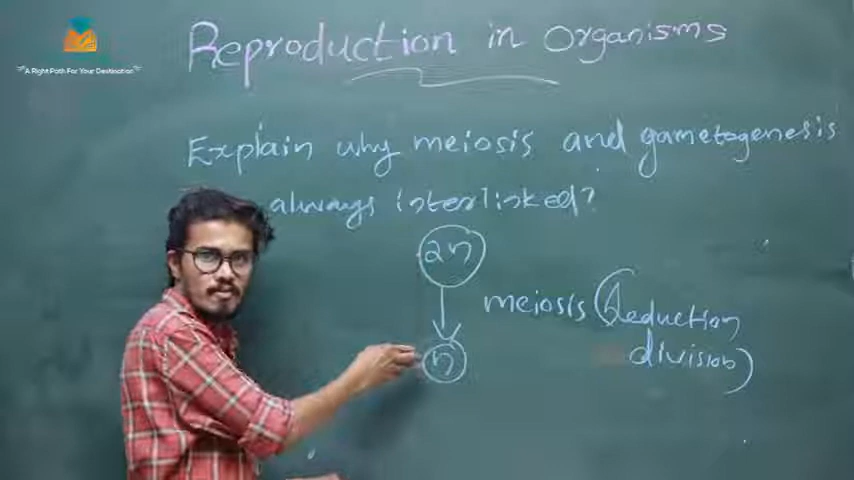 A Right Path For Your Destination
Reproduction in Organisms
Explain why meiosis and gametogenesis
always interlinked?
2n
meiosis (Reduction
division)
n